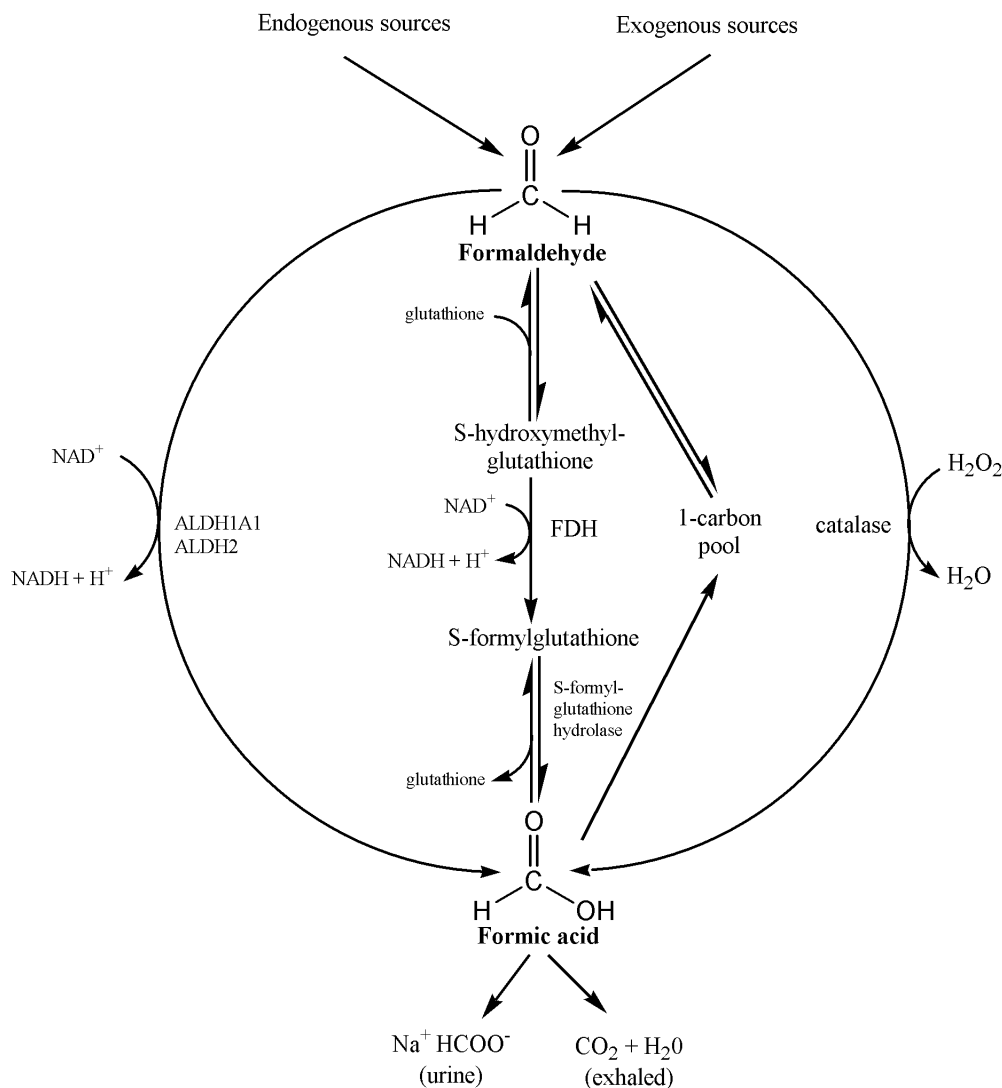 Endogenous sources
Exogenous sources
O
C
H
H
Formaldehyde
glutathione
S-hydroxymethyl-
glutathione
NAD⁺
H₂O₂
NAD⁺
ALDH1A1
ALDH2
FDH
1-carbon
pool
catalase
NADH + H⁺
NADH + H⁺
H₂O
S-formylglutathione
S-formyl-
glutathione
hydrolase
glutathione
O
C
H
OH
Formic acid
Na⁺ HCOO⁻
(urine)
CO₂ + H₂0
(exhaled)